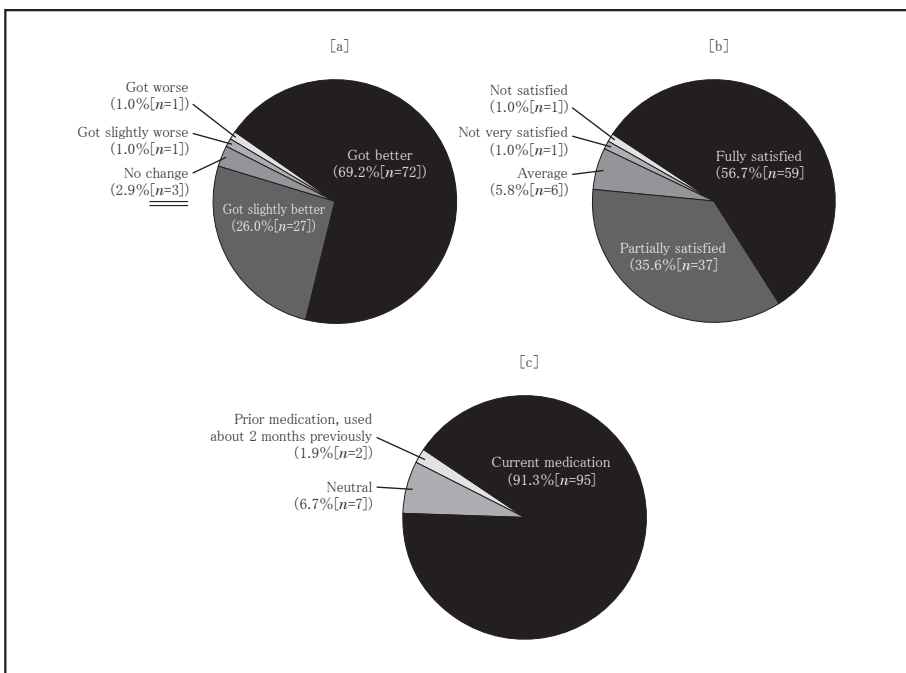 [a]
Got worse
(1.0%[n=1])
Got slightly worse
(1.0%[n=1])
No change
(2.9%[n=3])
Got slightly better
(26.0%[n=27])
Got better
(69.2%[n=72])
[b]
Not satisfied
(1.0%[n=1])
Not very satisfied
(1.0%[n=1])
Average
(5.8%[n=6])
Partially satisfied
(35.6%[n=37]
Fully satisfied
(56.7%[n=59]
[c]
Prior medication, used
about 2 months previously
(1.9%[n=2])
Neutral
(6.7%[n=7])
Current medication
(91.3%[n=95]